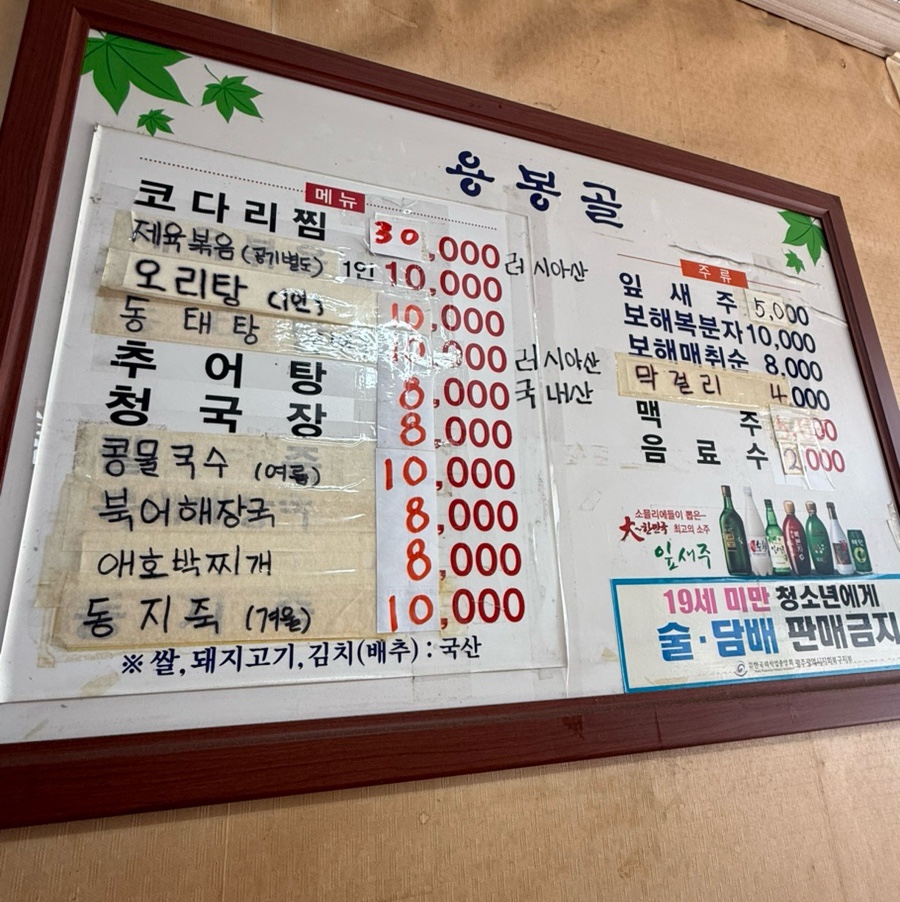 용봉골
메뉴
코다리찜 30,000 러시아산
제육볶음 (공기별도) 1인 10,000
오리탕 (1인) 10,000
동태탕 10,000 러시아산
추어탕 8,000 국내산
청국장 8,000
콩물국수 (여름) 10,000
북어해장국 8,000
애호박찌개 8,000
동지죽 (겨울) 10,000
※ 쌀,돼지고기,김치(배추) : 국산
주류
잎새주 5,000
보해복분자 10,000
보해매취순 8,000
막걸리 4,000
맥주
음료수 2,000
소믈리에들이 뽑은
大한민국 최고의 소주
잎새주
19세 미만 청소년에게
술·담배 판매금지